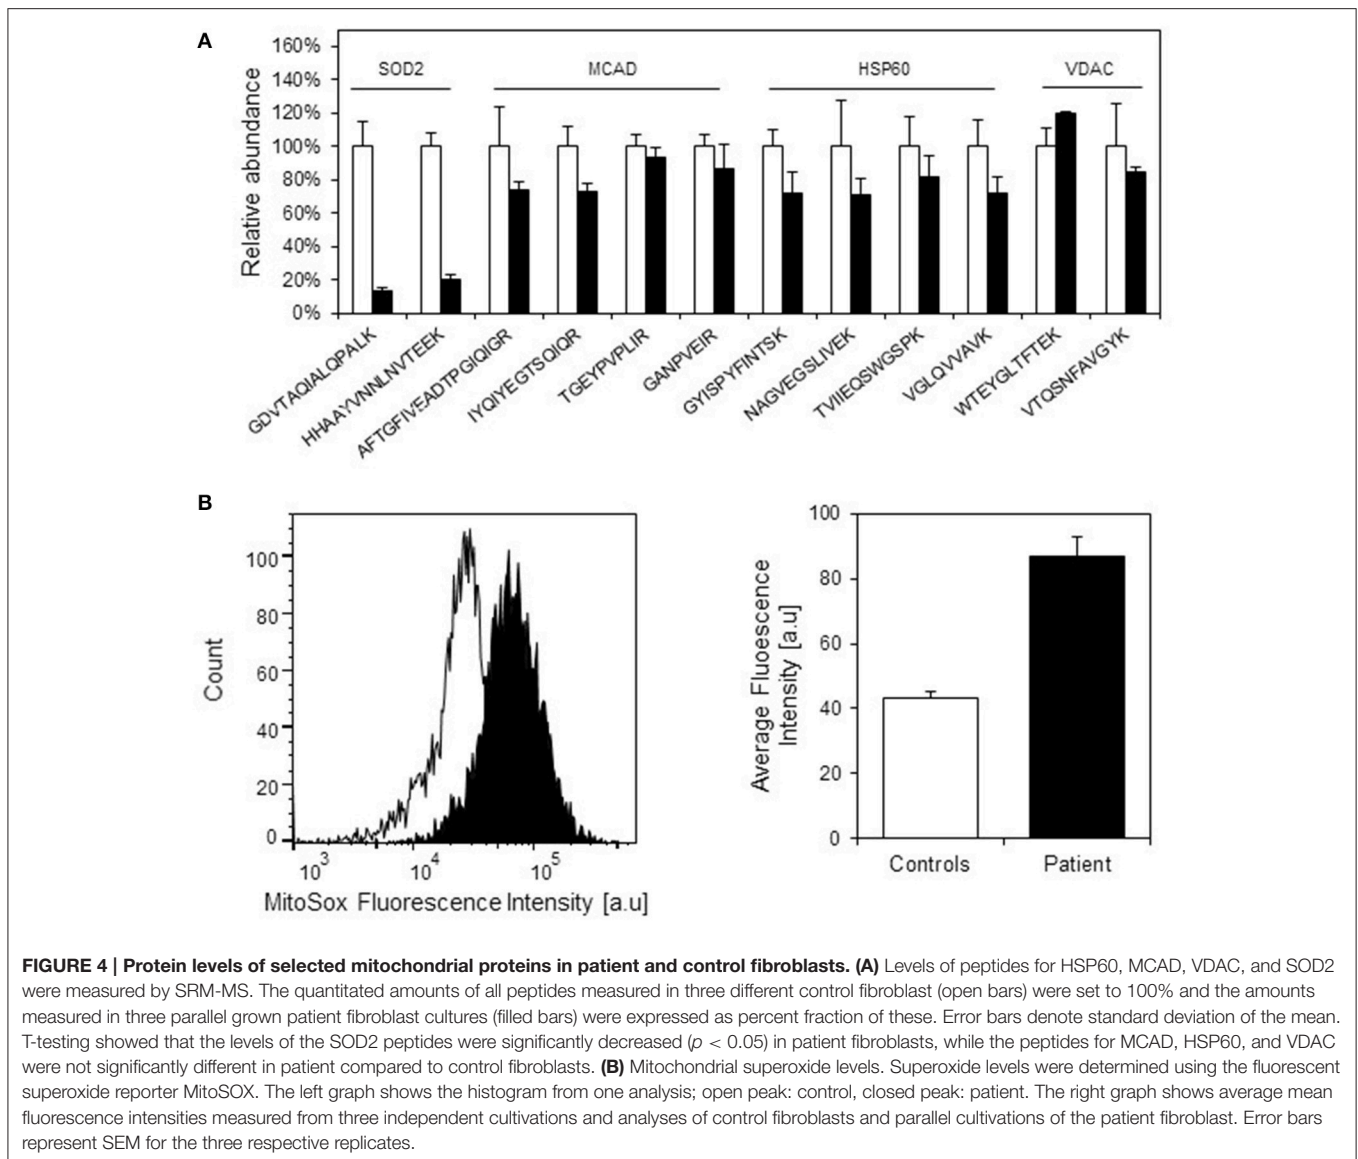 A
160%
140%
120%
100%
80%
60%
40%
20%
0%
Relative abundance
SOD2
MCAD
HSP60
VDAC
GDVTAQIALQPALK
HHAAYVNNLNVTEEK
AFTGFIVEADTPGIQIGR
IYQIYEGTSQIQR
TGEYPVPLIR
GANPVEIR
GYISPYFINTSK
NAGVEGSLIVEK
TVIIEQSWGSPK
VGLQVVAVK
WTEYGLTFTEK
VTQSNFAVGYK
B
100
80
60
40
20
0
Count
10^3
10^4
10^5
MitoSox Fluorescence Intensity [a.u]
100
80
60
40
20
0
Average Fluoescence
Intensity [a.u]
Controls
Patient
FIGURE 4 | Protein levels of selected mitochondrial proteins in patient and control fibroblasts. (A) Levels of peptides for HSP60, MCAD, VDAC, and SOD2
were measured by SRM-MS. The quantitated amounts of all peptides measured in three different control fibroblast (open bars) were set to 100% and the amounts
measured in three parallel grown patient fibroblast cultures (filled bars) were expressed as percent fraction of these. Error bars denote standard deviation of the mean.
T-testing showed that the levels of the SOD2 peptides were significantly decreased (p < 0.05) in patient fibroblasts, while the peptides for MCAD, HSP60, and VDAC
were not significantly different in patient compared to control fibroblasts. (B) Mitochondrial superoxide levels. Superoxide levels were determined using the fluorescent
superoxide reporter MitoSOX. The left graph shows the histogram from one analysis; open peak: control, closed peak: patient. The right graph shows average mean
fluorescence intensities measured from three independent cultivations and analyses of control fibroblasts and parallel cultivations of the patient fibroblast. Error bars
represent SEM for the three respective replicates.